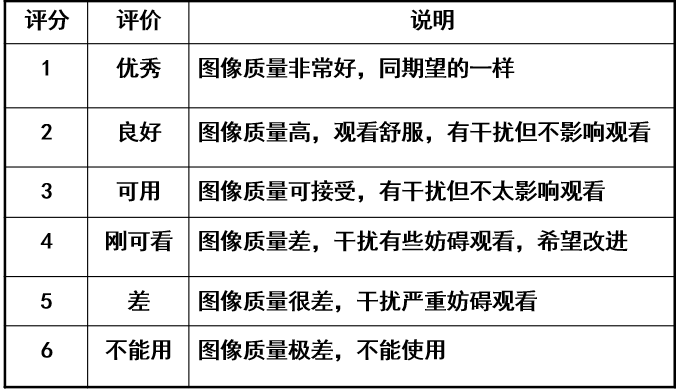 评分 评价 说明
1 优秀 图像质量非常好，同期望的一样
2 良好 图像质量高，观看舒服，有干扰但不影响观看
3 可用 图像质量可接受，有干扰但不太影响观看
4 刚可看 图像质量差，干扰有些妨碍观看，希望改进
5 差 图像质量很差，干扰严重妨碍观看
6 不能用 图像质量极差，不能使用